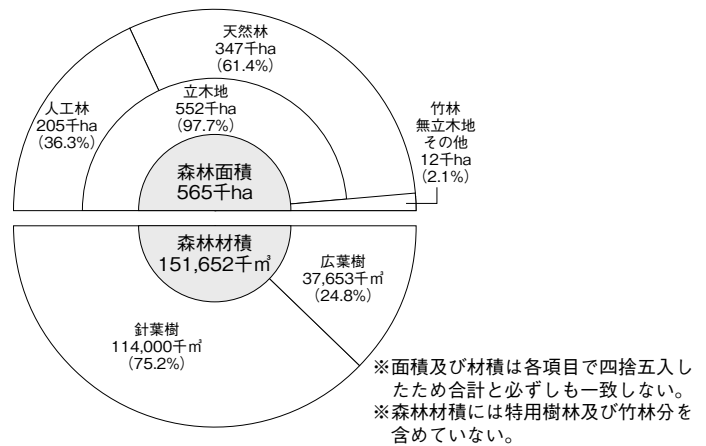 天然林
347千ha
(61.4%)
人工林
205千ha
(36.3%)
立木地
552千ha
(97.7%)
竹林
無立木地
その他
12千ha
(2.1%)
森林面積
565千ha
森林材積
151,652千㎥
広葉樹
37,653千㎥
(24.8%)
針葉樹
114,000千㎥
(75.2%)
※面積及び材積は各項目で四捨五入し
たため合計と必ずしも一致しない。
※森林材積には特用樹林及び竹林分を
含めていない。